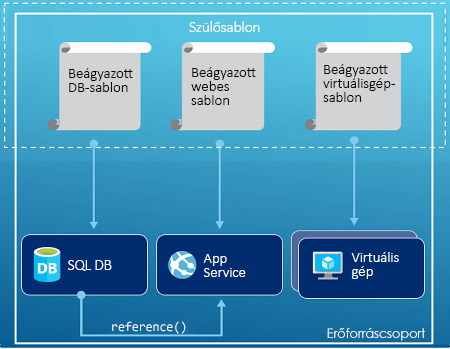 Szülősablon
Beágyazott
DB-sablon
Beágyazott
webes
sablon
Beágyazott
virtuálisgép-
sablon
DB
SQL DB
App
Service
Virtuális
gép
reference()
Erőforráscsoport